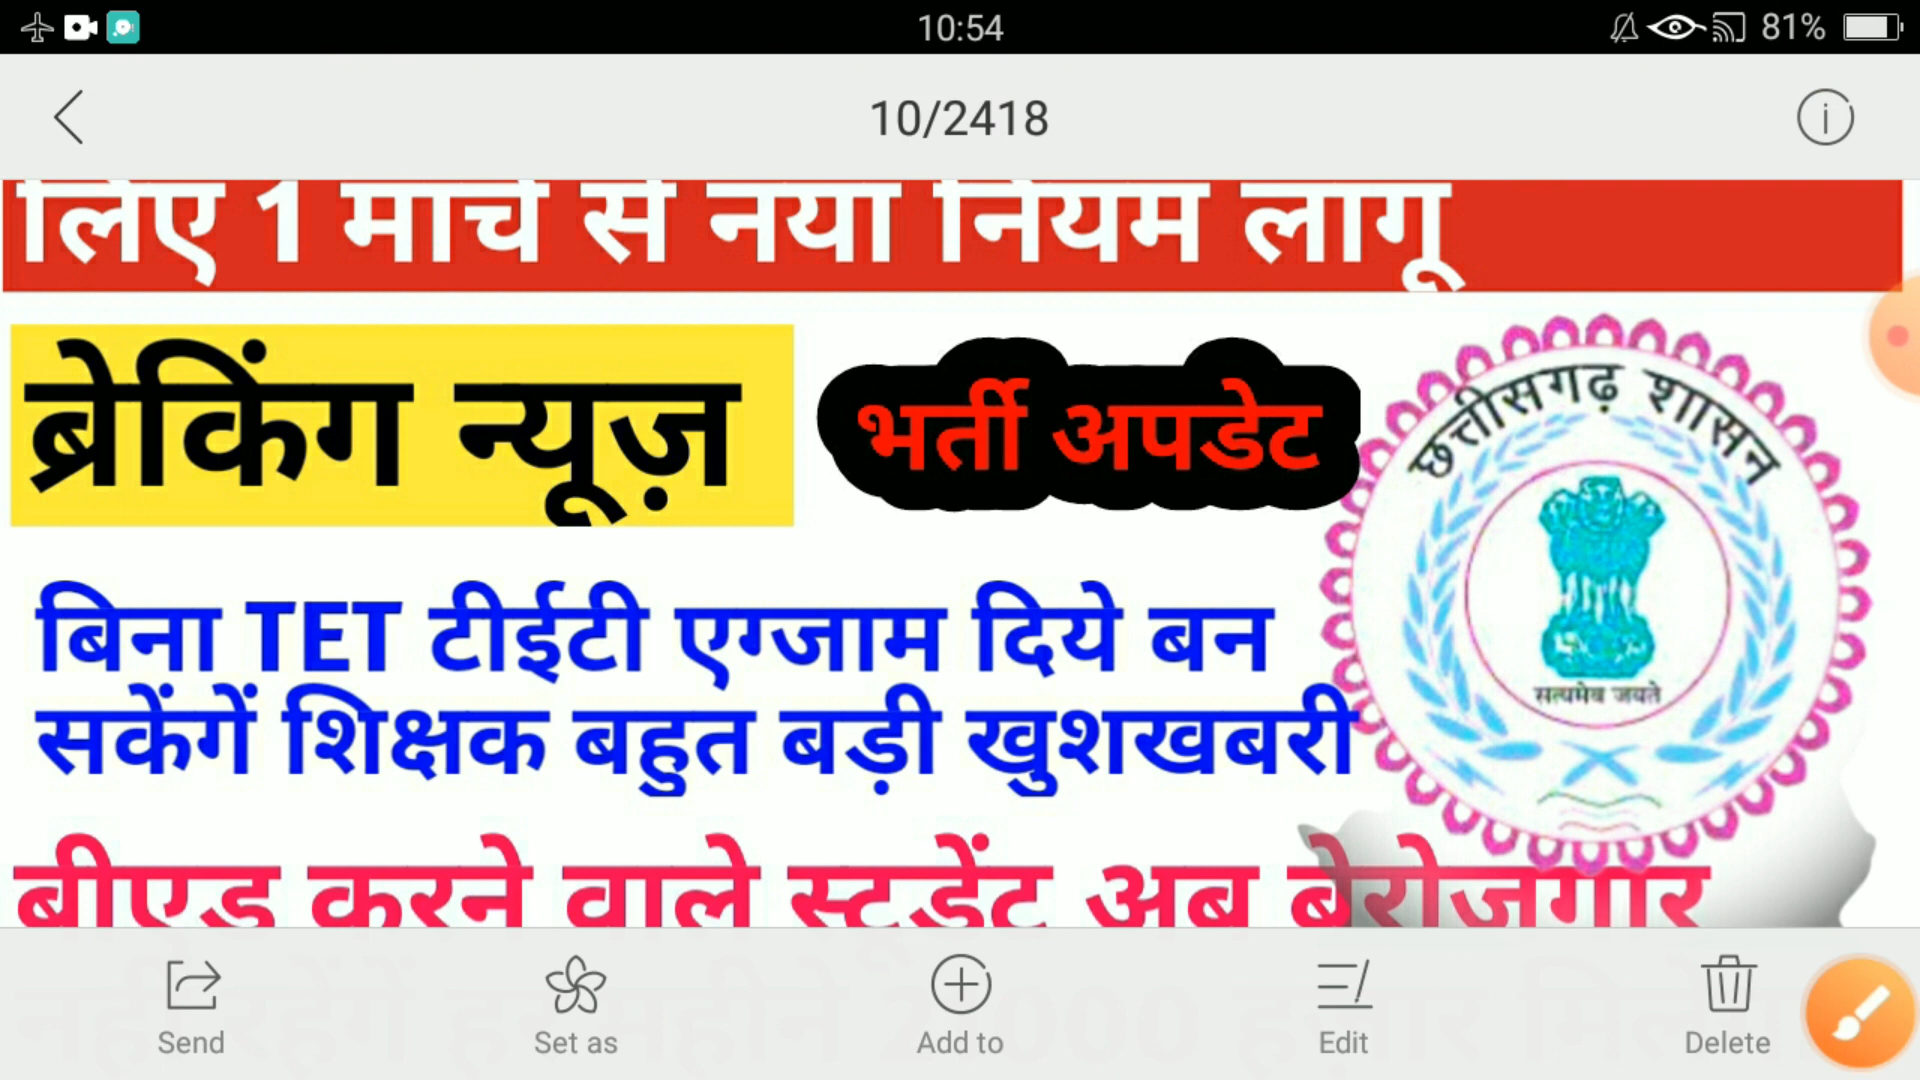 10:54
81%
10/2418
लिए 1 मार्च से नया नियम लागू
ब्रेकिंग न्यूज़
भर्ती अपडेट
छत्तीसगढ़ शासन
सत्यमेव जयते
बिना TET टीईटी एग्जाम दिये बन
सकेंगें शिक्षक बहुत बड़ी खुशखबरी
बीएड करने वाले स्टूडेंट अब बेरोजगार
Send
Set as
Add to
Edit
Delete